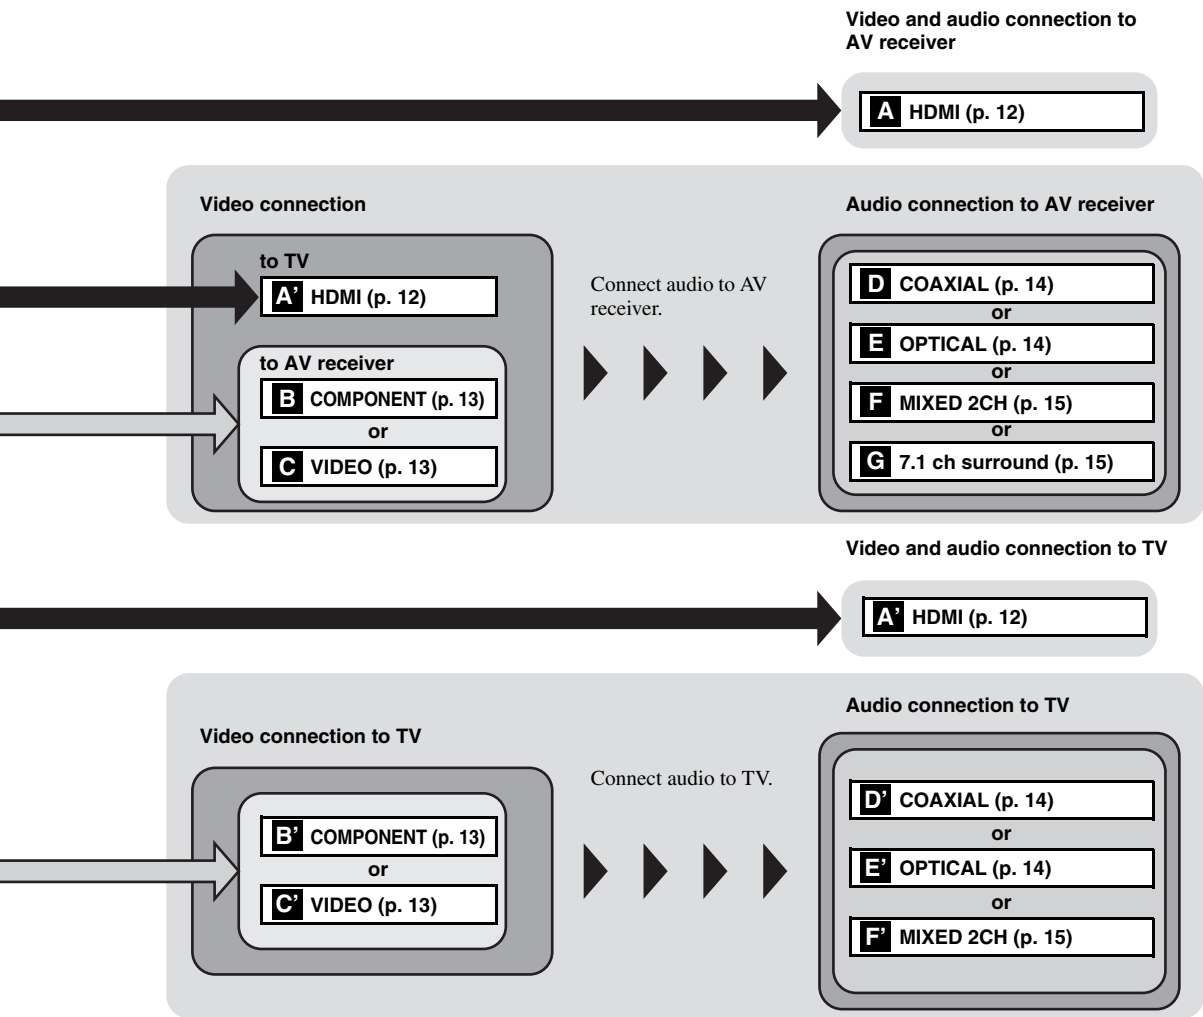 Video and audio connection to
AV receiver
A HDMI (p. 12)
Video connection
to TV
A’ HDMI (p. 12)
to AV receiver
B COMPONENT (p. 13)
or
C VIDEO (p. 13)
Connect audio to AV
receiver.
Audio connection to AV receiver
D COAXIAL (p. 14)
or
E OPTICAL (p. 14)
or
F MIXED 2CH (p. 15)
or
G 7.1 ch surround (p. 15)
Video and audio connection to TV
A’ HDMI (p. 12)
Video connection to TV
B’ COMPONENT (p. 13)
or
C’ VIDEO (p. 13)
Connect audio to TV.
Audio connection to TV
D’ COAXIAL (p. 14)
or
E’ OPTICAL (p. 14)
or
F’ MIXED 2CH (p. 15)